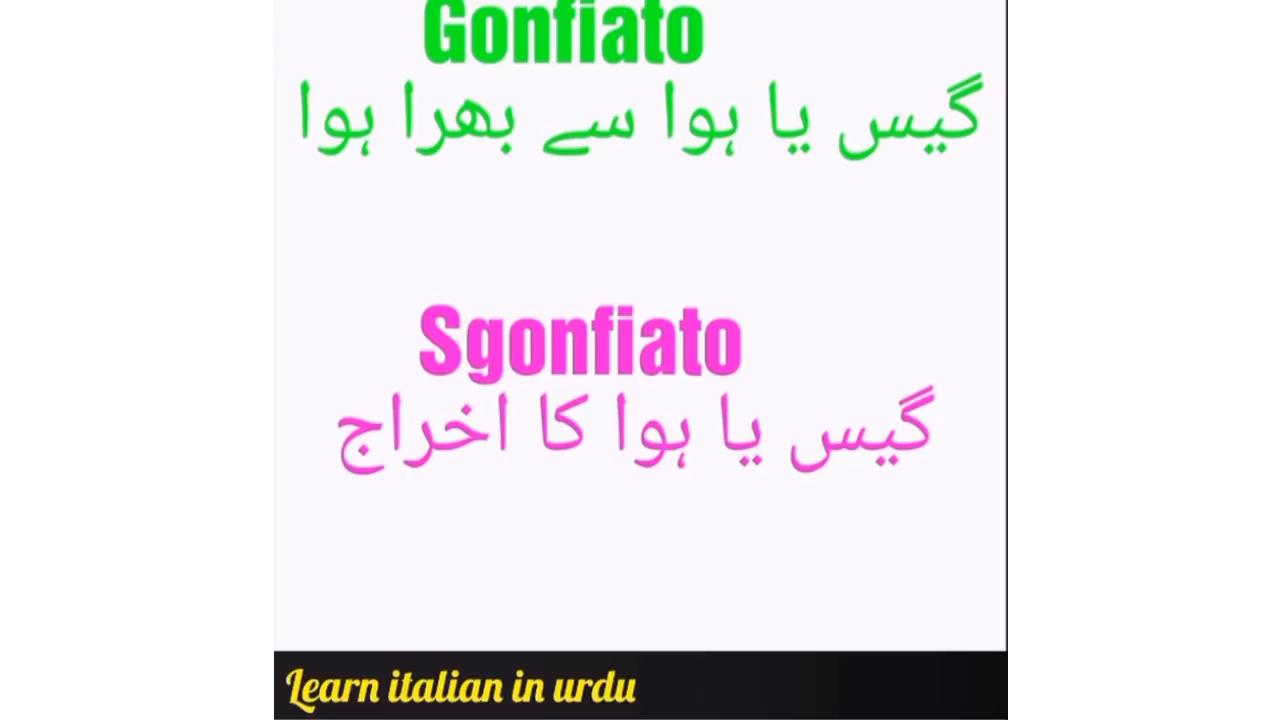 Gonfiato
گیس یا ہوا سے بھرا ہوا
Sgonfiato
گیس یا ہوا کا اخراج
Learn italian in urdu